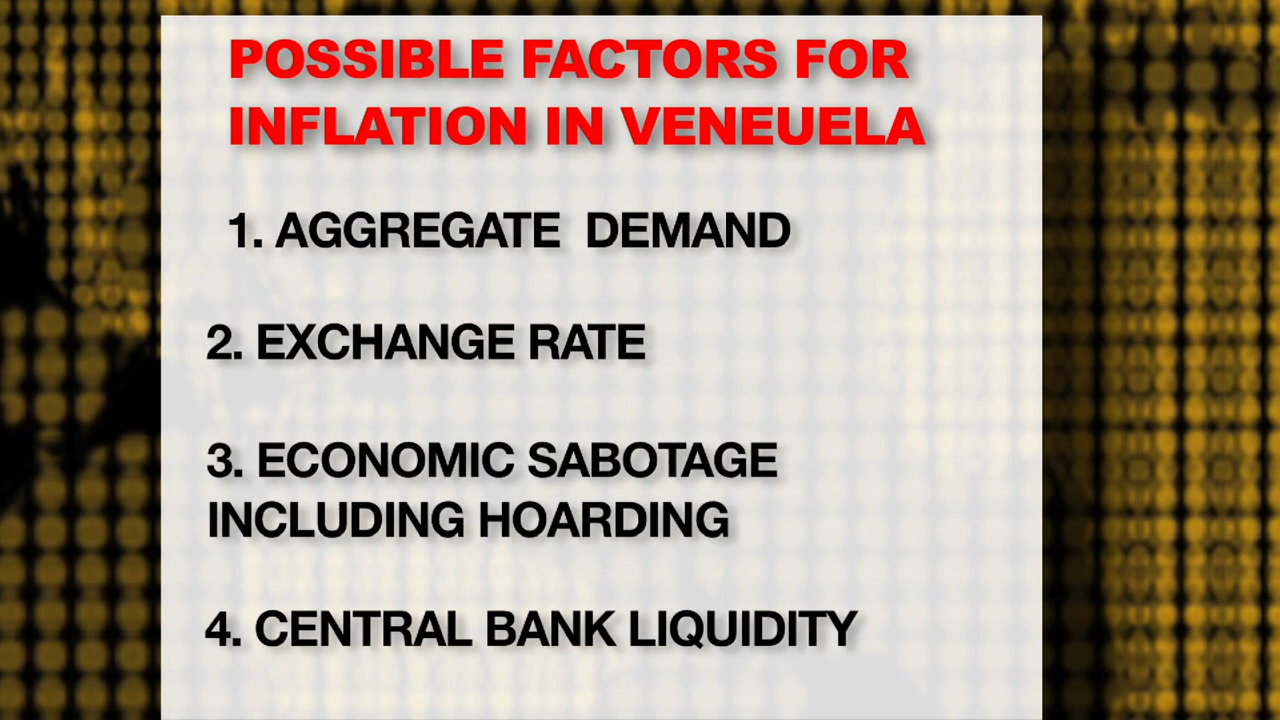 POSSIBLE FACTORS FOR
INFLATION IN VENEUELA
1. AGGREGATE DEMAND
2. EXCHANGE RATE
3. ECONOMIC SABOTAGE
INCLUDING HOARDING
4. CENTRAL BANK LIQUIDITY